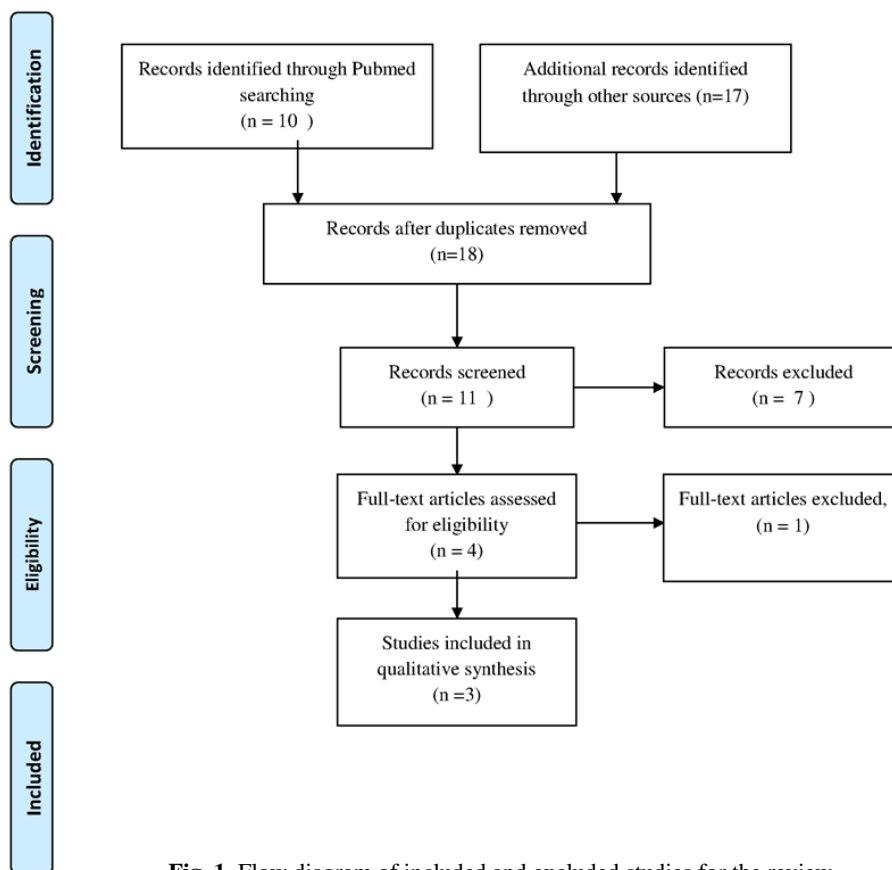 Identification
Records identified through Pubmed
searching
(n = 10  )
Additional records identified
through other sources (n=17)
Records after duplicates removed
(n=18)
Screening
Records screened
(n = 11  )
Records excluded
(n =  7 )
Eligibility
Full-text articles assessed
for eligibility
(n = 4)
Full-text articles excluded,
(n = 1)
Studies included in
qualitative synthesis
(n =3)
Included
Fig. 1. Flow diagram of included and excluded studies for the review